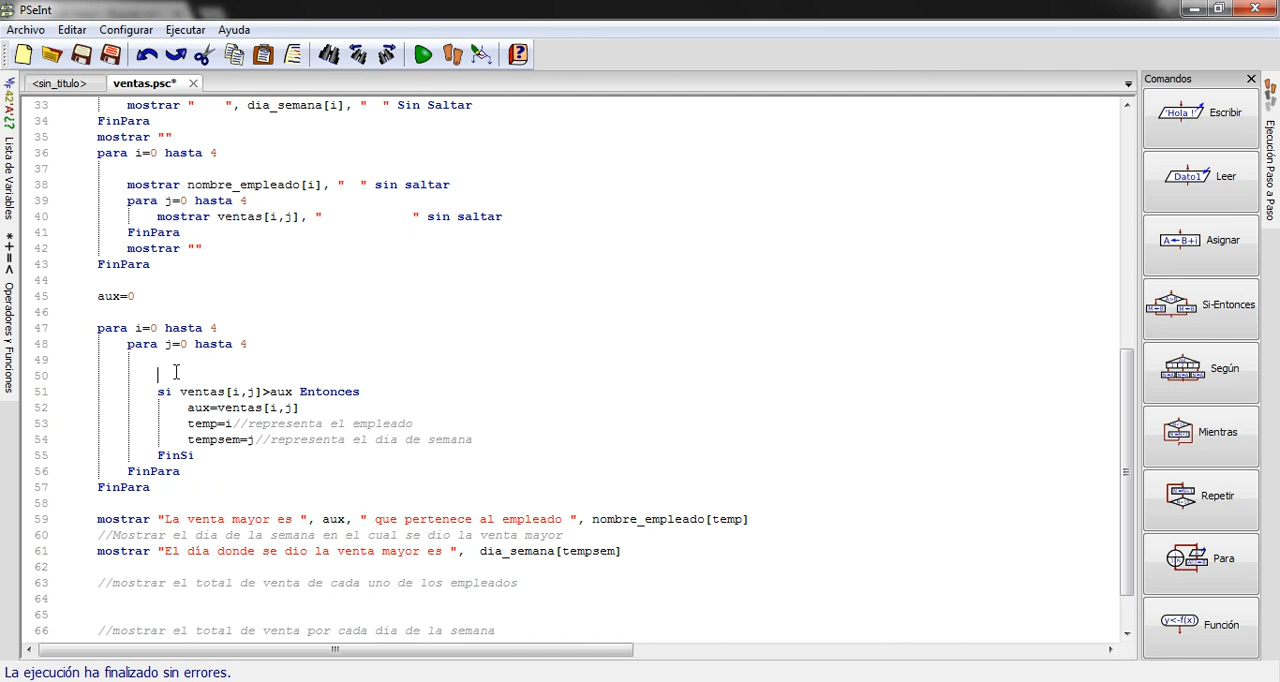 PSeInt
Archivo Editar Configurar Ejecutar Ayuda
<sin_titulo> ventas.psc*
Comandos
33 mostrar "    ", dia_semana[i], "  " Sin Saltar
34 FinPara
35 mostrar ""
36 para i=0 hasta 4
37
38 mostrar nombre_empleado[i], "  " sin saltar
39 para j=0 hasta 4
40 mostrar ventas[i,j], "            " sin saltar
41 FinPara
42 mostrar ""
43 FinPara
44
45 aux=0
46
47 para i=0 hasta 4
48 para j=0 hasta 4
49
50
51 si ventas[i,j]>aux Entonces
52 aux=ventas[i,j]
53 temp=i//representa el empleado
54 tempsem=j//representa el dia de semana
55 FinSi
56 FinPara
57 FinPara
58
59 mostrar "La venta mayor es ", aux, " que pertenece al empleado ", nombre_empleado[temp]
60 //Mostrar el dia de la semana en el cual se dio la venta mayor
61 mostrar "El día donde se dio la venta mayor es ",  dia_semana[tempsem]
62
63 //mostrar el total de venta de cada uno de los empleados
64
65
66 //mostrar el total de venta por cada dia de la semana
Lista de Variables
*+=< Operadores y Funciones
'Hola !' Escribir
Dato1 Leer
A←B+i Asignar
Si-Entonces
Según
Mientras
Repetir
Para
y<-f(x) Función
Ejecución Paso a Paso
La ejecución ha finalizado sin errores.